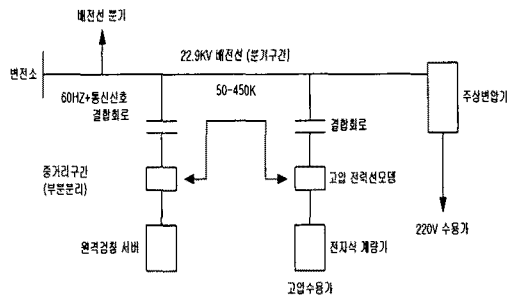 배전선 분기
22.9KV 배전선 (분기구간)
변전소
60HZ+통신신호
50-450K
결합회로
결합회로
주상변압기
중거리구간
(부분분리)
고압 전력선모뎀
220V 수용가
원격검침 서버
전자식 계량기
고압수용가